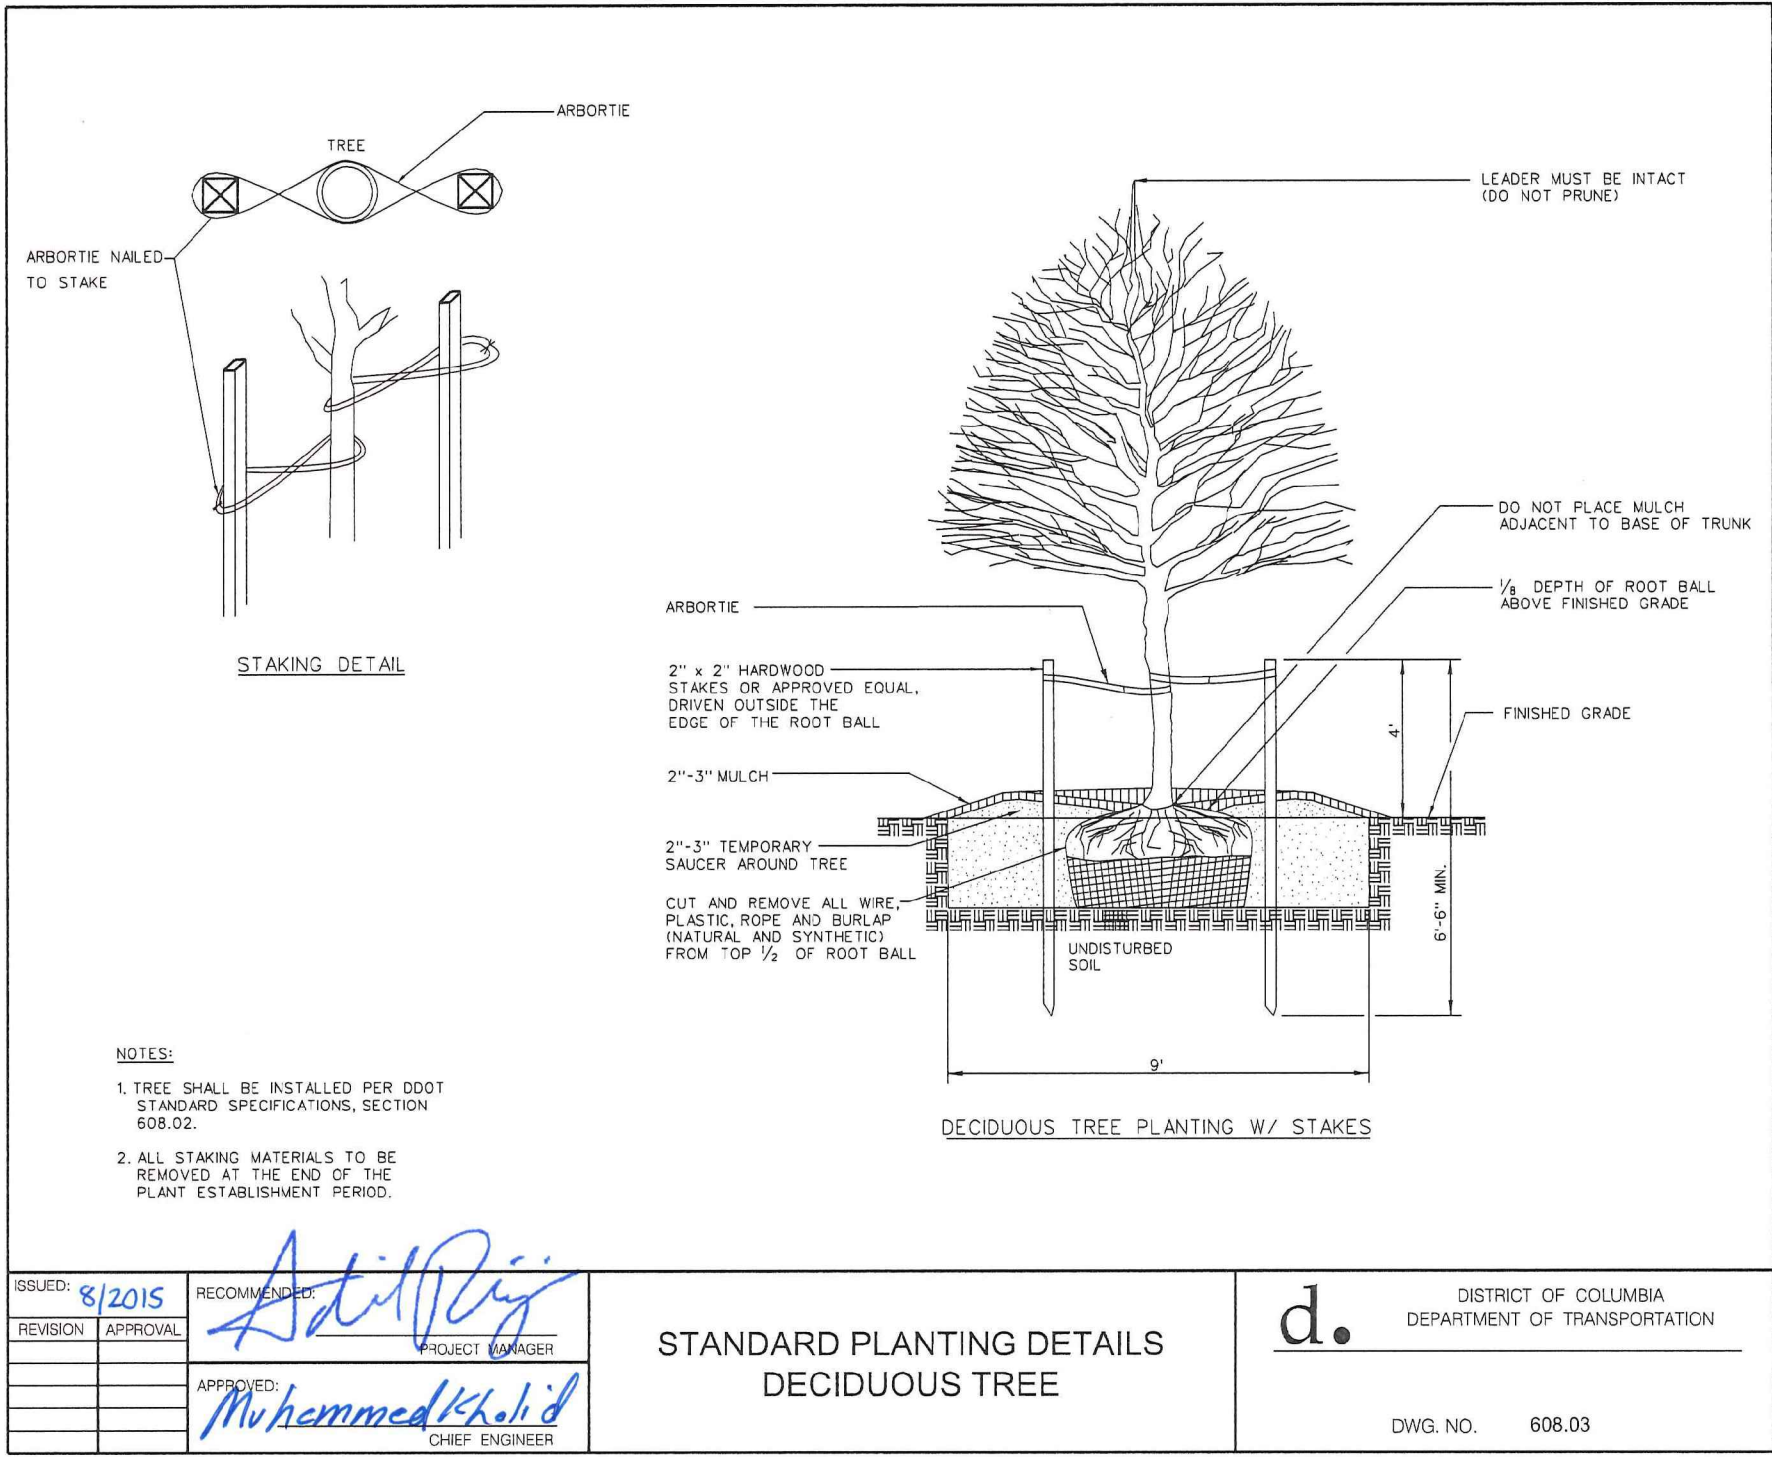 ARBORTIE
TREE
ARBORTIE NAILED
TO STAKE
STAKING DETAIL
LEADER MUST BE INTACT
(DO NOT PRUNE)
DO NOT PLACE MULCH
ADJACENT TO BASE OF TRUNK
1/8 DEPTH OF ROOT BALL
ABOVE FINISHED GRADE
ARBORTIE
2" x 2" HARDWOOD
STAKES OR APPROVED EQUAL,
DRIVEN OUTSIDE THE
EDGE OF THE ROOT BALL
4'
FINISHED GRADE
2"-3" MULCH
2"-3" TEMPORARY
SAUCER AROUND TREE
CUT AND REMOVE ALL WIRE,
PLASTIC, ROPE AND BURLAP
(NATURAL AND SYNTHETIC)
FROM TOP 1/2 OF ROOT BALL
6'-6" MIN.
UNDISTURBED
SOIL
9'
DECIDUOUS TREE PLANTING W/ STAKES
NOTES:
1. TREE SHALL BE INSTALLED PER DDOT
STANDARD SPECIFICATIONS, SECTION
608.02.
2. ALL STAKING MATERIALS TO BE
REMOVED AT THE END OF THE
PLANT ESTABLISHMENT PERIOD.
ISSUED: 8/2015
REVISION APPROVAL
RECOMMENDED:
PROJECT MANAGER
APPROVED:
Muhammed Khalid
CHIEF ENGINEER
STANDARD PLANTING DETAILS
DECIDUOUS TREE
d.
DISTRICT OF COLUMBIA
DEPARTMENT OF TRANSPORTATION
DWG. NO. 608.03